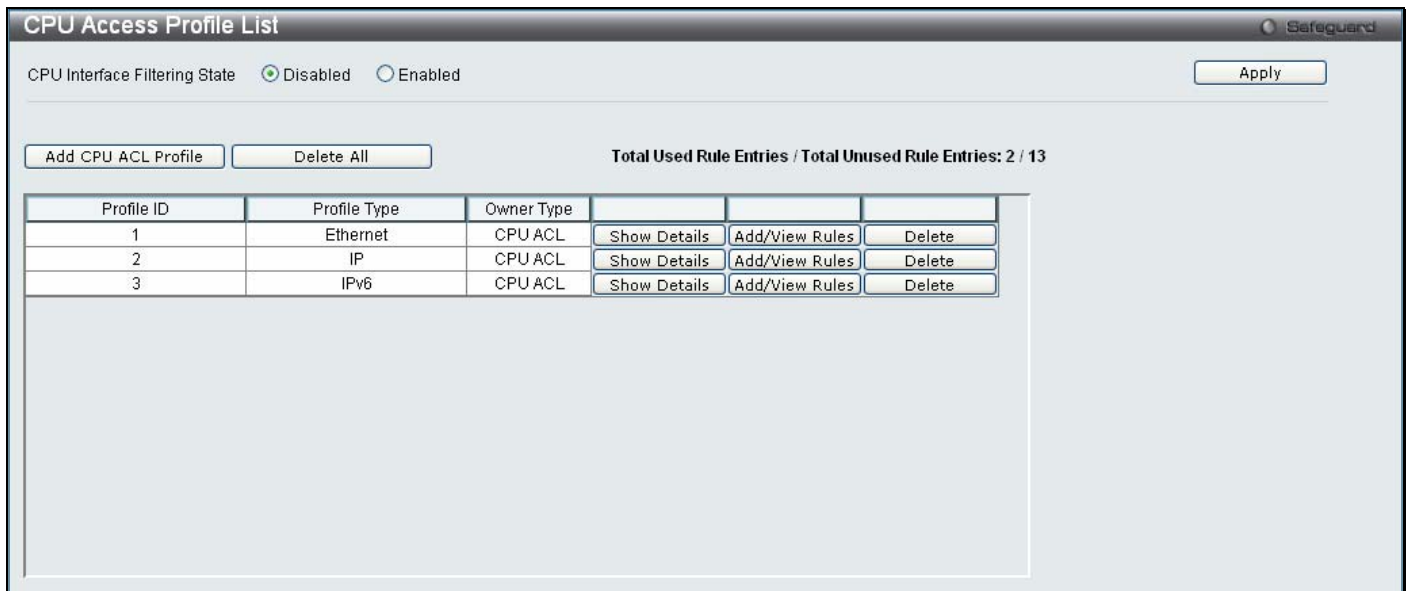 CPU Access Profile List
Safeguard
CPU Interface Filtering State Disabled Enabled Apply
Add CPU ACL Profile Delete All Total Used Rule Entries / Total Unused Rule Entries: 2 / 13
Profile ID Profile Type Owner Type
1 Ethernet CPU ACL Show Details Add/View Rules Delete
2 IP CPU ACL Show Details Add/View Rules Delete
3 IPv6 CPU ACL Show Details Add/View Rules Delete